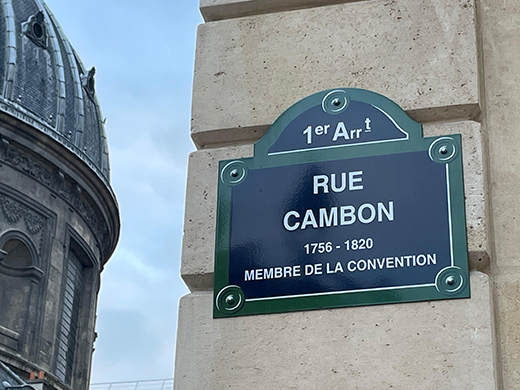 1er Arrt
RUE
CAMBON
1756 - 1820
MEMBRE DE LA CONVENTION